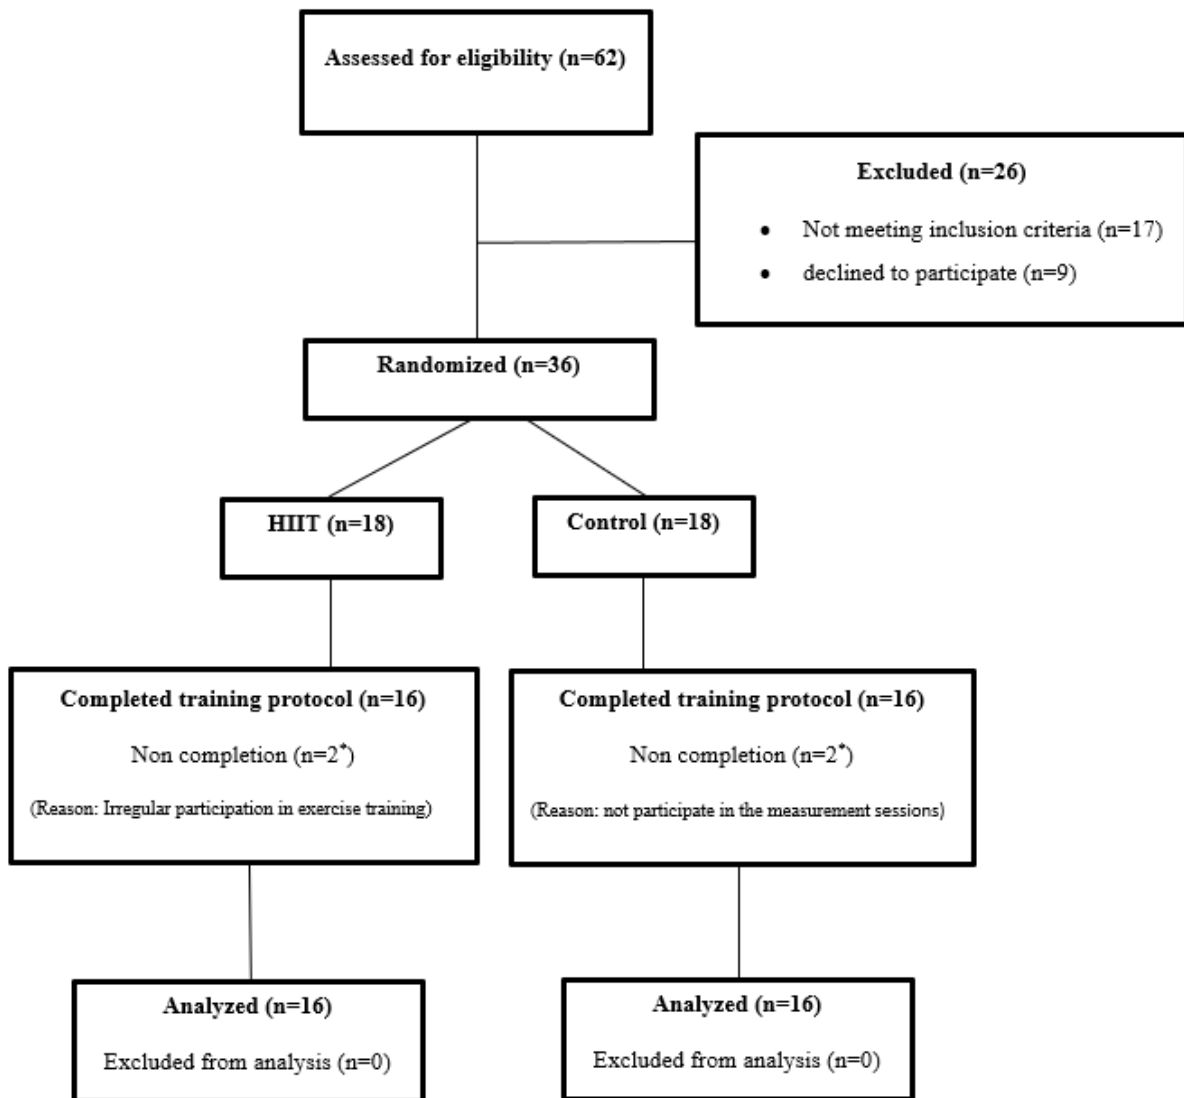 Assessed for eligibility (n=62)
Excluded (n=26)
• Not meeting inclusion criteria (n=17)
• declined to participate (n=9)
Randomized (n=36)
HIIT (n=18)
Control (n=18)
Completed training protocol (n=16)
Non completion (n=2*)
(Reason: Irregular participation in exercise training)
Completed training protocol (n=16)
Non completion (n=2*)
(Reason: not participate in the measurement sessions)
Analyzed (n=16)
Excluded from analysis (n=0)
Analyzed (n=16)
Excluded from analysis (n=0)